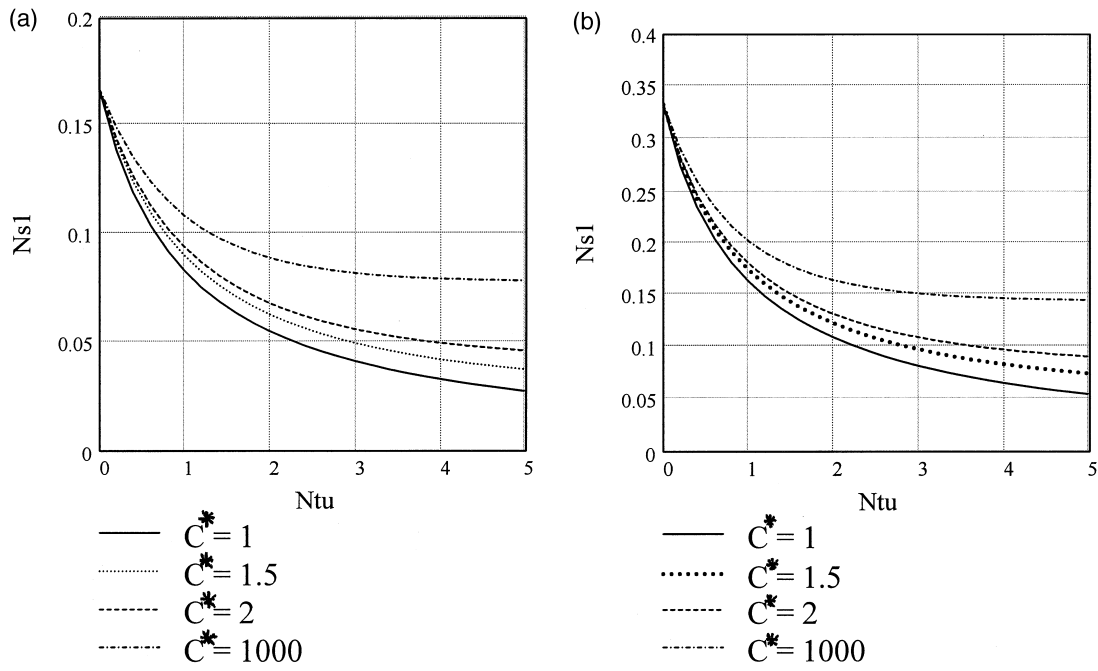 (a)
0.2
0.15
0.1
0.05
0
Ns1
0 1 2 3 4 5
Ntu
C* = 1
C* = 1.5
C* = 2
C* = 1000
(b)
0.4
0.35
0.3
0.25
0.2
0.15
0.1
0.05
0
Ns1
0 1 2 3 4 5
Ntu
C* = 1
C* = 1.5
C* = 2
C* = 1000